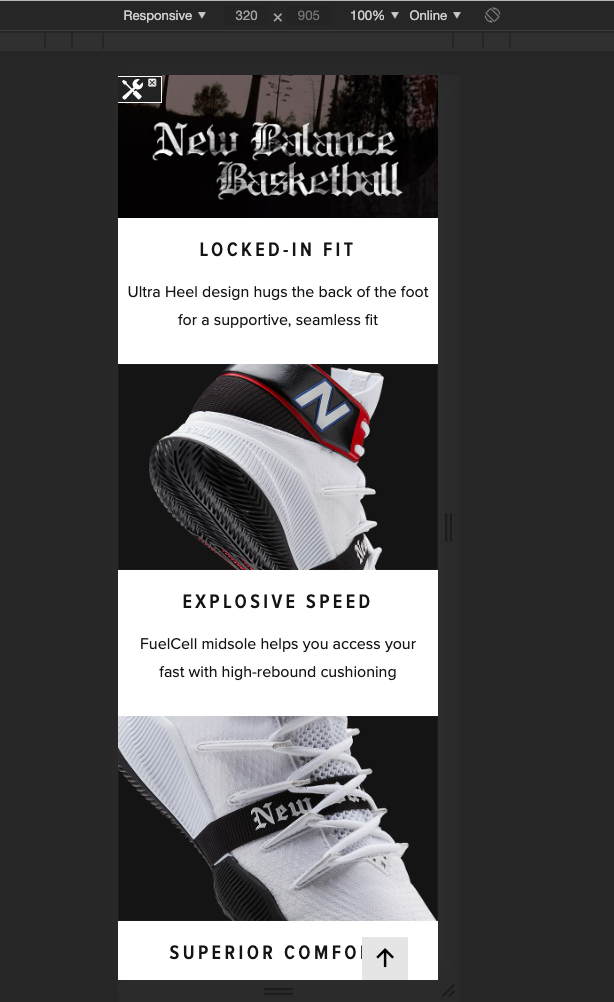 Responsive ▼ 320 × 905 100% ▼ Online ▼
New Balance
Basketball
LOCKED-IN FIT
Ultra Heel design hugs the back of the foot
for a supportive, seamless fit
N
EXPLOSIVE SPEED
FuelCell midsole helps you access your
fast with high-rebound cushioning
New
SUPERIOR